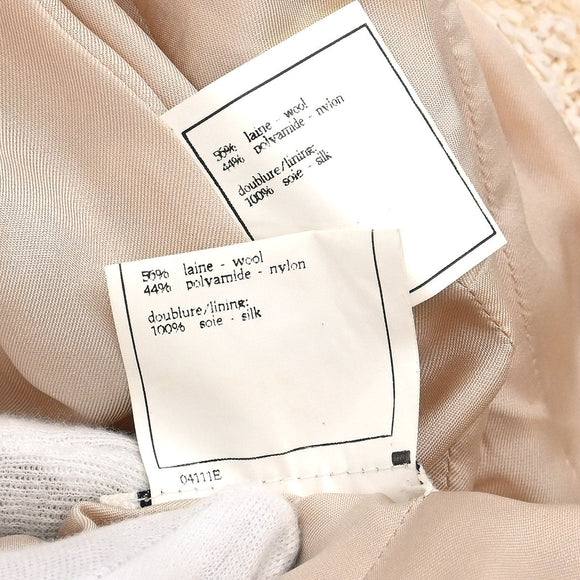 56% laine - wool
44% polyamide - nylon
doublure/lining:
100% soie - silk
56% laine - wool
44% polyamide - nylon
doublure/lining:
100% soie - silk
04111E